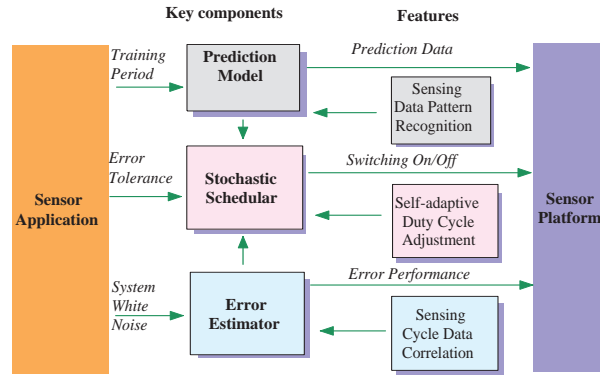 Key components
Features
Training
Period
Prediction
Model
Prediction Data
Sensing
Data Pattern
Recognition
Error
Tolerance
Stochastic
Schedular
Switching On/Off
Self-adaptive
Duty Cycle
Adjustment
Sensor
Application
Sensor
Platform
System
White
Noise
Error
Estimator
Error Performance
Sensing
Cycle Data
Correlation